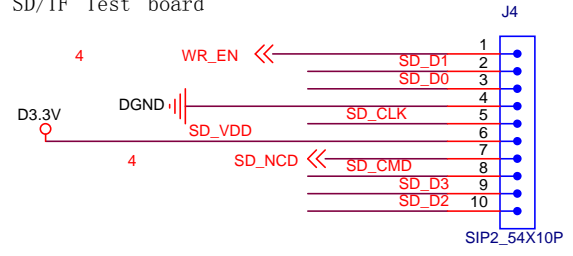 SD/TF Test board
J4
4 WR_EN 1
SD_D1 2
SD_D0 3
DGND 4
D3.3V SD_CLK 5
SD_VDD 6
4 SD_NCD 7
SD_CMD 8
SD_D3 9
SD_D2 10
SIP2_54X10P